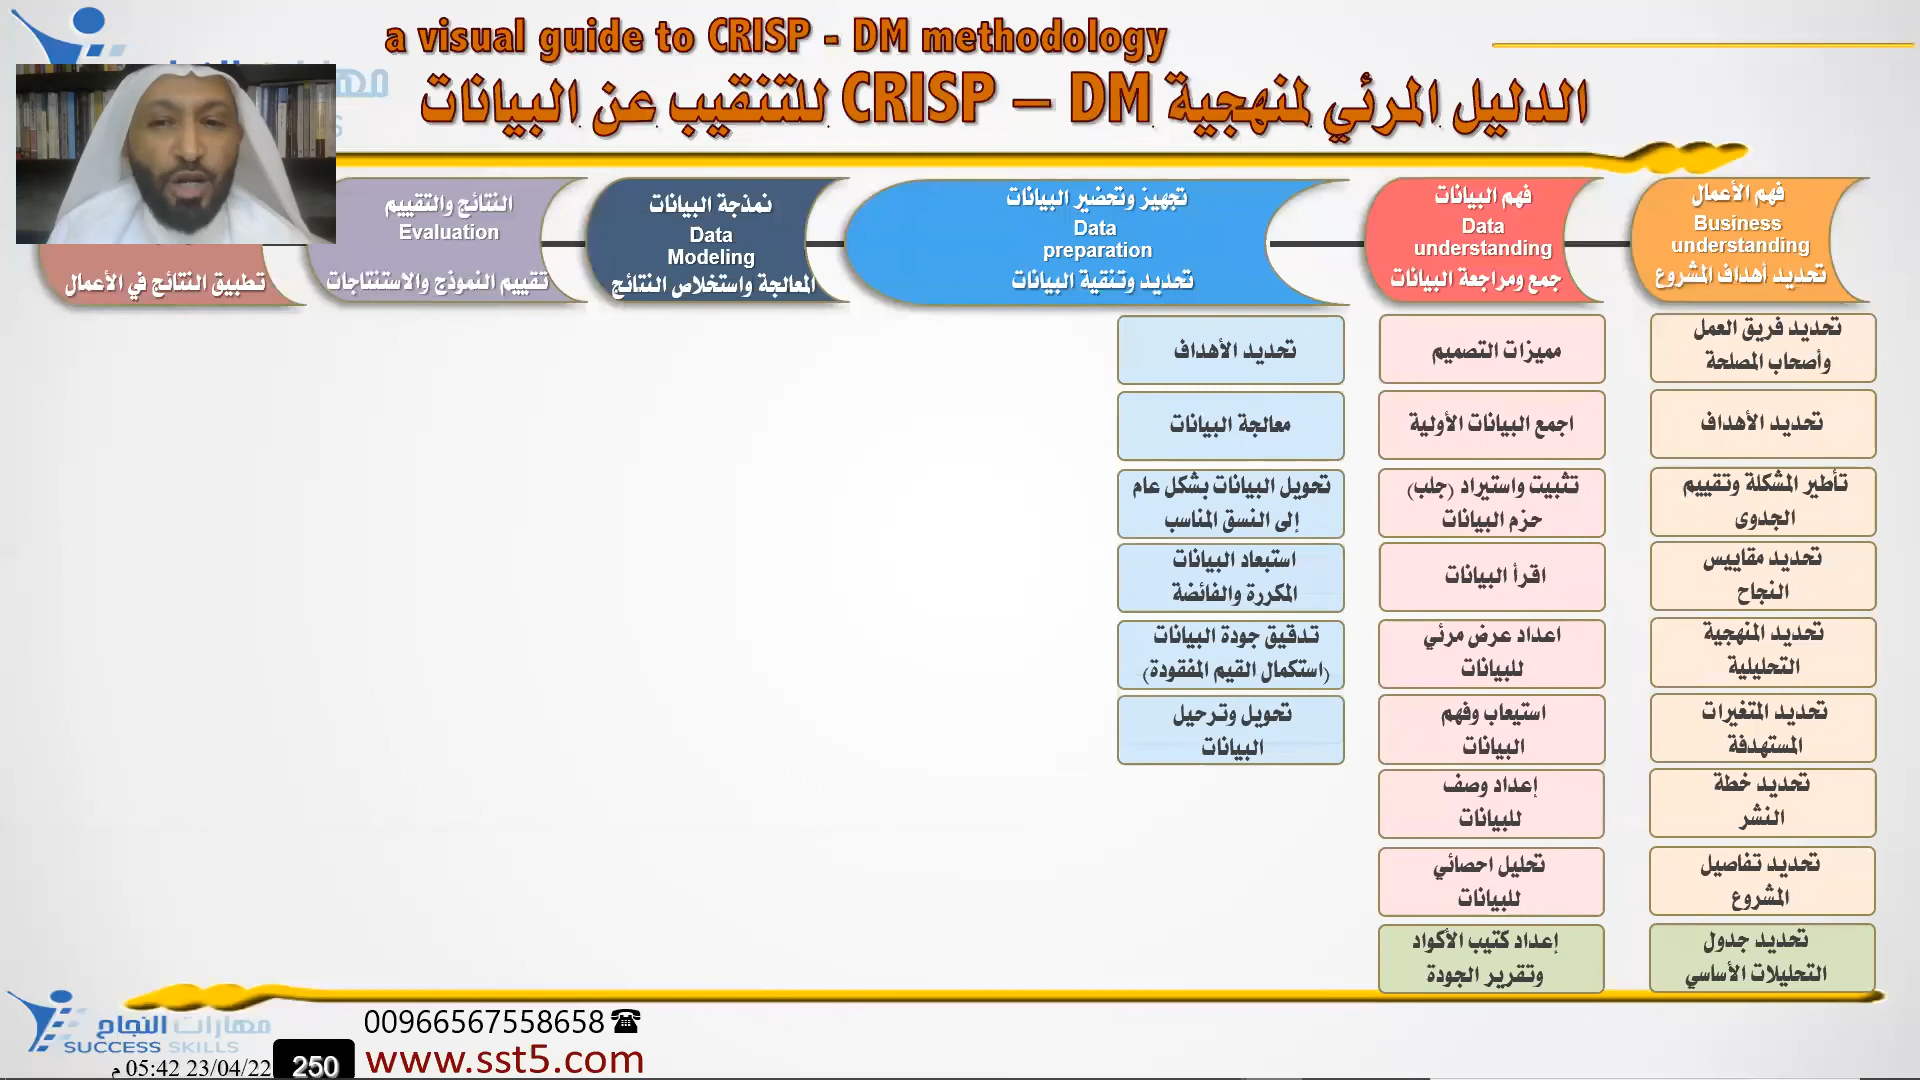 a visual guide to CRISP - DM methodology
الدليل المرئي لمنهجية CRISP – DM للتنقيب عن البيانات
فهم الأعمال
Business
understanding
تحديد أهداف المشروع
فهم البيانات
Data
understanding
جمع ومراجعة البيانات
تجهيز وتحضير البيانات
Data
preparation
تحديد وتنقية البيانات
نمذجة البيانات
Data
Modeling
المعالجة واستخلاص النتائج
النتائج والتقييم
Evaluation
تقييم النموذج والاستنتاجات
تطبيق النتائج في الأعمال
تحديد فريق العمل
وأصحاب المصلحة
تحديد الأهداف
تأطير المشكلة وتقييم
الجدوى
تحديد مقاييس
النجاح
تحديد المنهجية
التحليلية
تحديد المتغيرات
المستهدفة
تحديد خطة
النشر
تحديد تفاصيل
المشروع
تحديد جدول
التحليلات الأساسي
مميزات التصميم
اجمع البيانات الأولية
تثبيت واستيراد (جلب)
حزم البيانات
اقرأ البيانات
اعداد عرض مرئي
للبيانات
استيعاب وفهم
البيانات
إعداد وصف
للبيانات
تحليل احصائي
للبيانات
إعداد كتيب الأكواد
وتقرير الجودة
تحديد الأهداف
معالجة البيانات
تحويل البيانات بشكل عام
إلى النسق المناسب
استبعاد البيانات
المكررة والفائضة
تدقيق جودة البيانات
(استكمال القيم المفقودة)
تحويل وترحيل
البيانات
مهارات النجاح
SUCCESS SKILLS
00966567558658
www.sst5.com
23/04/22 05:42 م
250